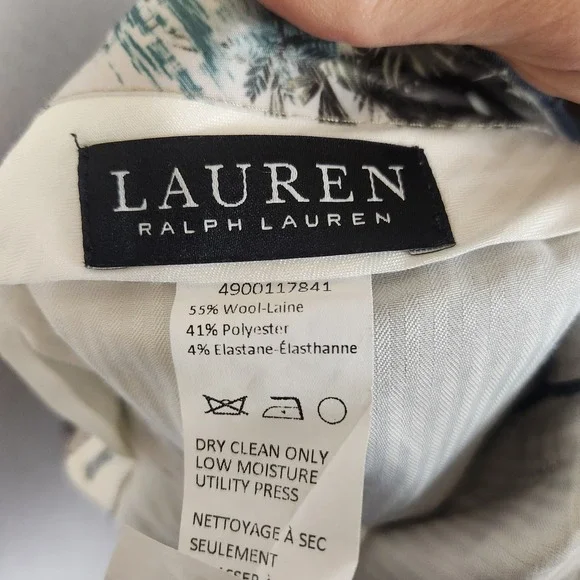 LAUREN
RALPH LAUREN
4900117841
55% Wool-Laine
41% Polyester
4% Elastane-Élasthanne
DRY CLEAN ONLY
LOW MOISTURE
UTILITY PRESS
NETTOYAGE À SEC
SEULEMENT